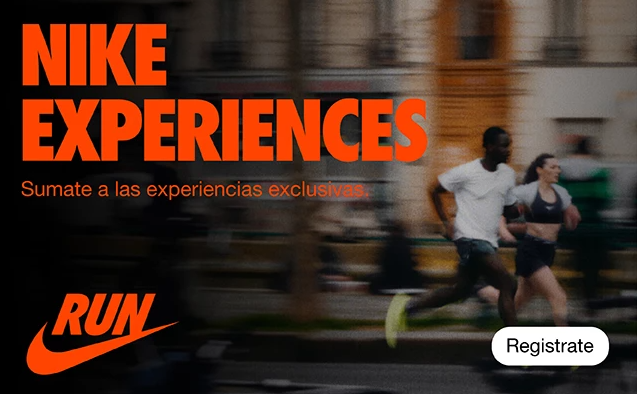 NIKE
EXPERIENCES
Sumate a las experiencias exclusivas.
RUN
Registrate